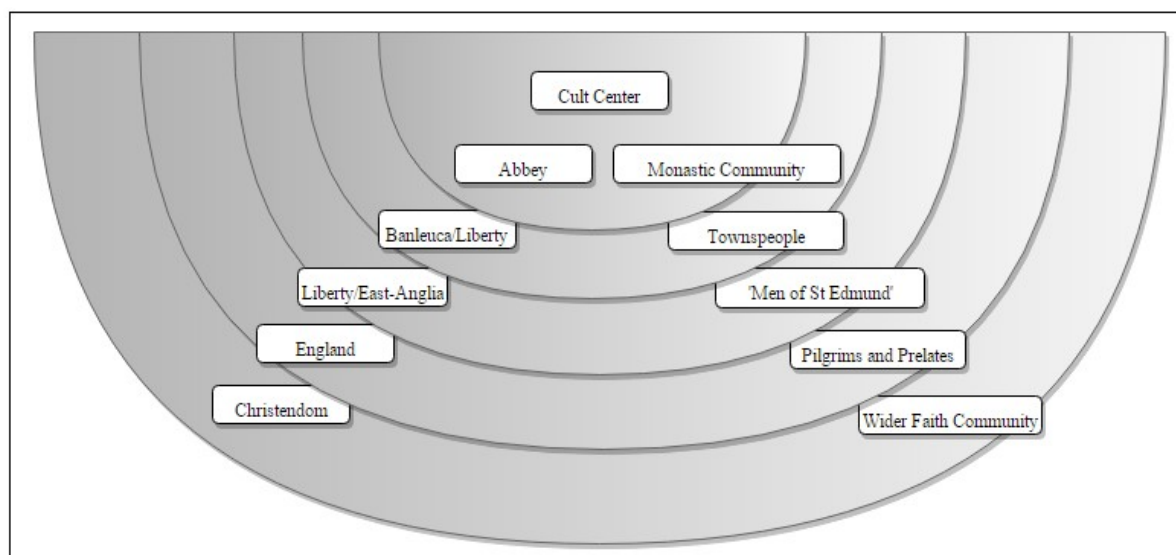 Cult Center
Abbey
Monastic Community
Banleuca/Liberty
Townspeople
Liberty/East-Anglia
'Men of St Edmund'
England
Pilgrims and Prelates
Christendom
Wider Faith Community